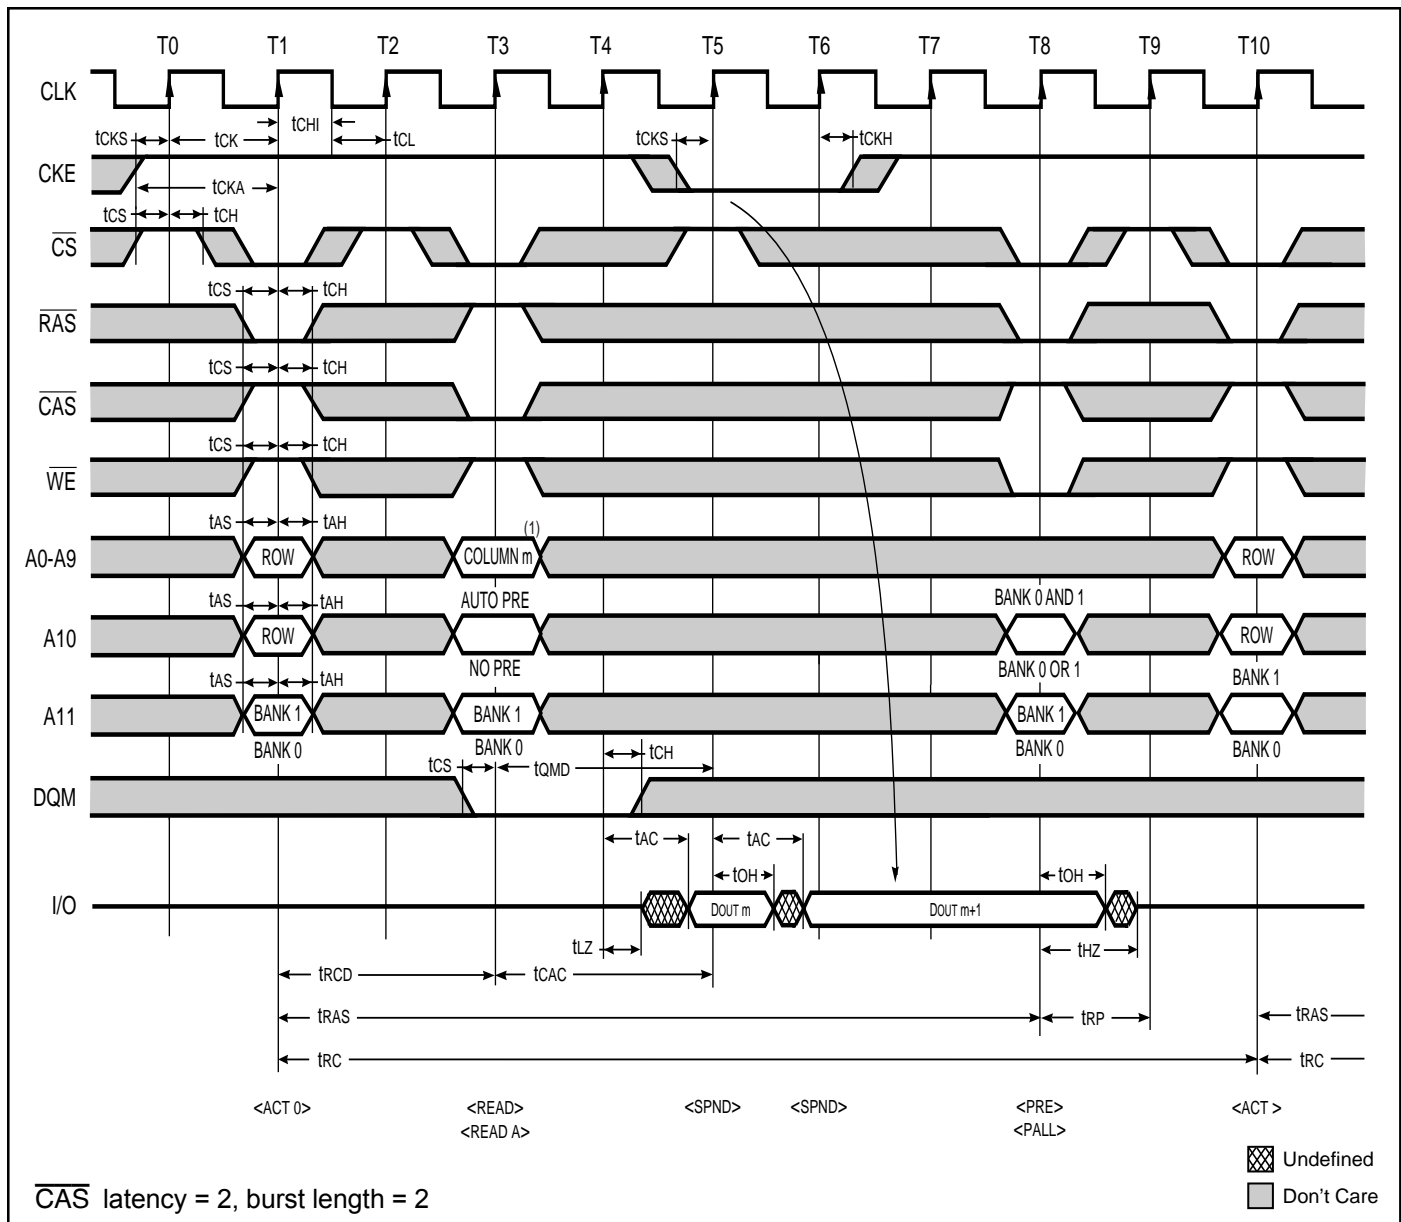 T0 T1 T2 T3 T4 T5 T6 T7 T8 T9 T10
CLK
tCHI
tCKS tCK tCL tCKS tCKH
CKE
tCKA
tCS tCH
CS
tCS tCH
RAS
tCS tCH
CAS
tCS tCH
WE
tAS tAH (1)
A0-A9 ROW COLUMN m ROW
tAS tAH AUTO PRE BANK 0 AND 1
A10 ROW ROW
NO PRE BANK 0 OR 1 BANK 1
tAS tAH
A11 BANK 1 BANK 1 BANK 1
BANK 0 BANK 0 BANK 0 BANK 0
tCS tQMD tCH
DQM
tAC tAC
tOH tOH
I/O DOUT m DOUT m+1
tLZ tHZ
tRCD tCAC
tRAS tRP tRAS
tRC tRC
<ACT 0> <READ> <SPND> <SPND> <PRE> <ACT >
<READ A> <PALL>
Undefined
CAS latency = 2, burst length = 2
Don't Care